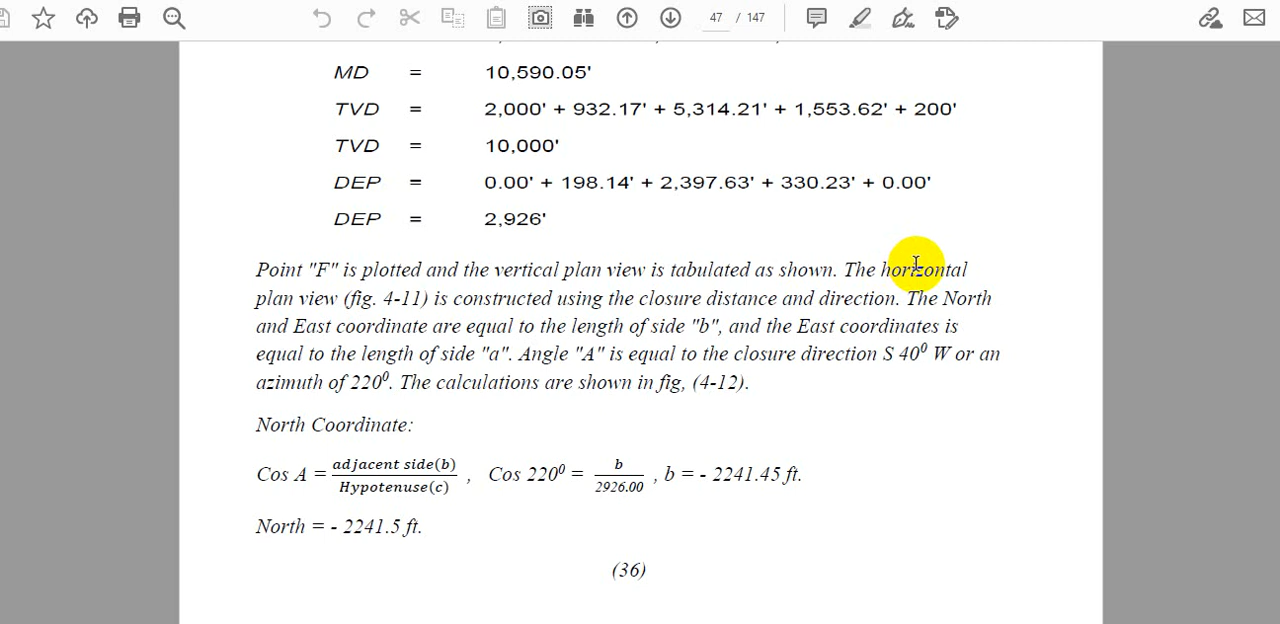 47 / 147
MD = 10,590.05'
TVD = 2,000' + 932.17' + 5,314.21' + 1,553.62' + 200'
TVD = 10,000'
DEP = 0.00' + 198.14' + 2,397.63' + 330.23' + 0.00'
DEP = 2,926'
Point "F" is plotted and the vertical plan view is tabulated as shown. The horizontal
plan view (fig. 4-11) is constructed using the closure distance and direction. The North
and East coordinate are equal to the length of side "b", and the East coordinates is
equal to the length of side "a". Angle "A" is equal to the closure direction S 40⁰ W or an
azimuth of 220⁰. The calculations are shown in fig, (4-12).
North Coordinate:
Cos A = adjacent side(b) / Hypotenuse(c) , Cos 220⁰ = b / 2926.00 , b = - 2241.45 ft.
North = - 2241.5 ft.
(36)